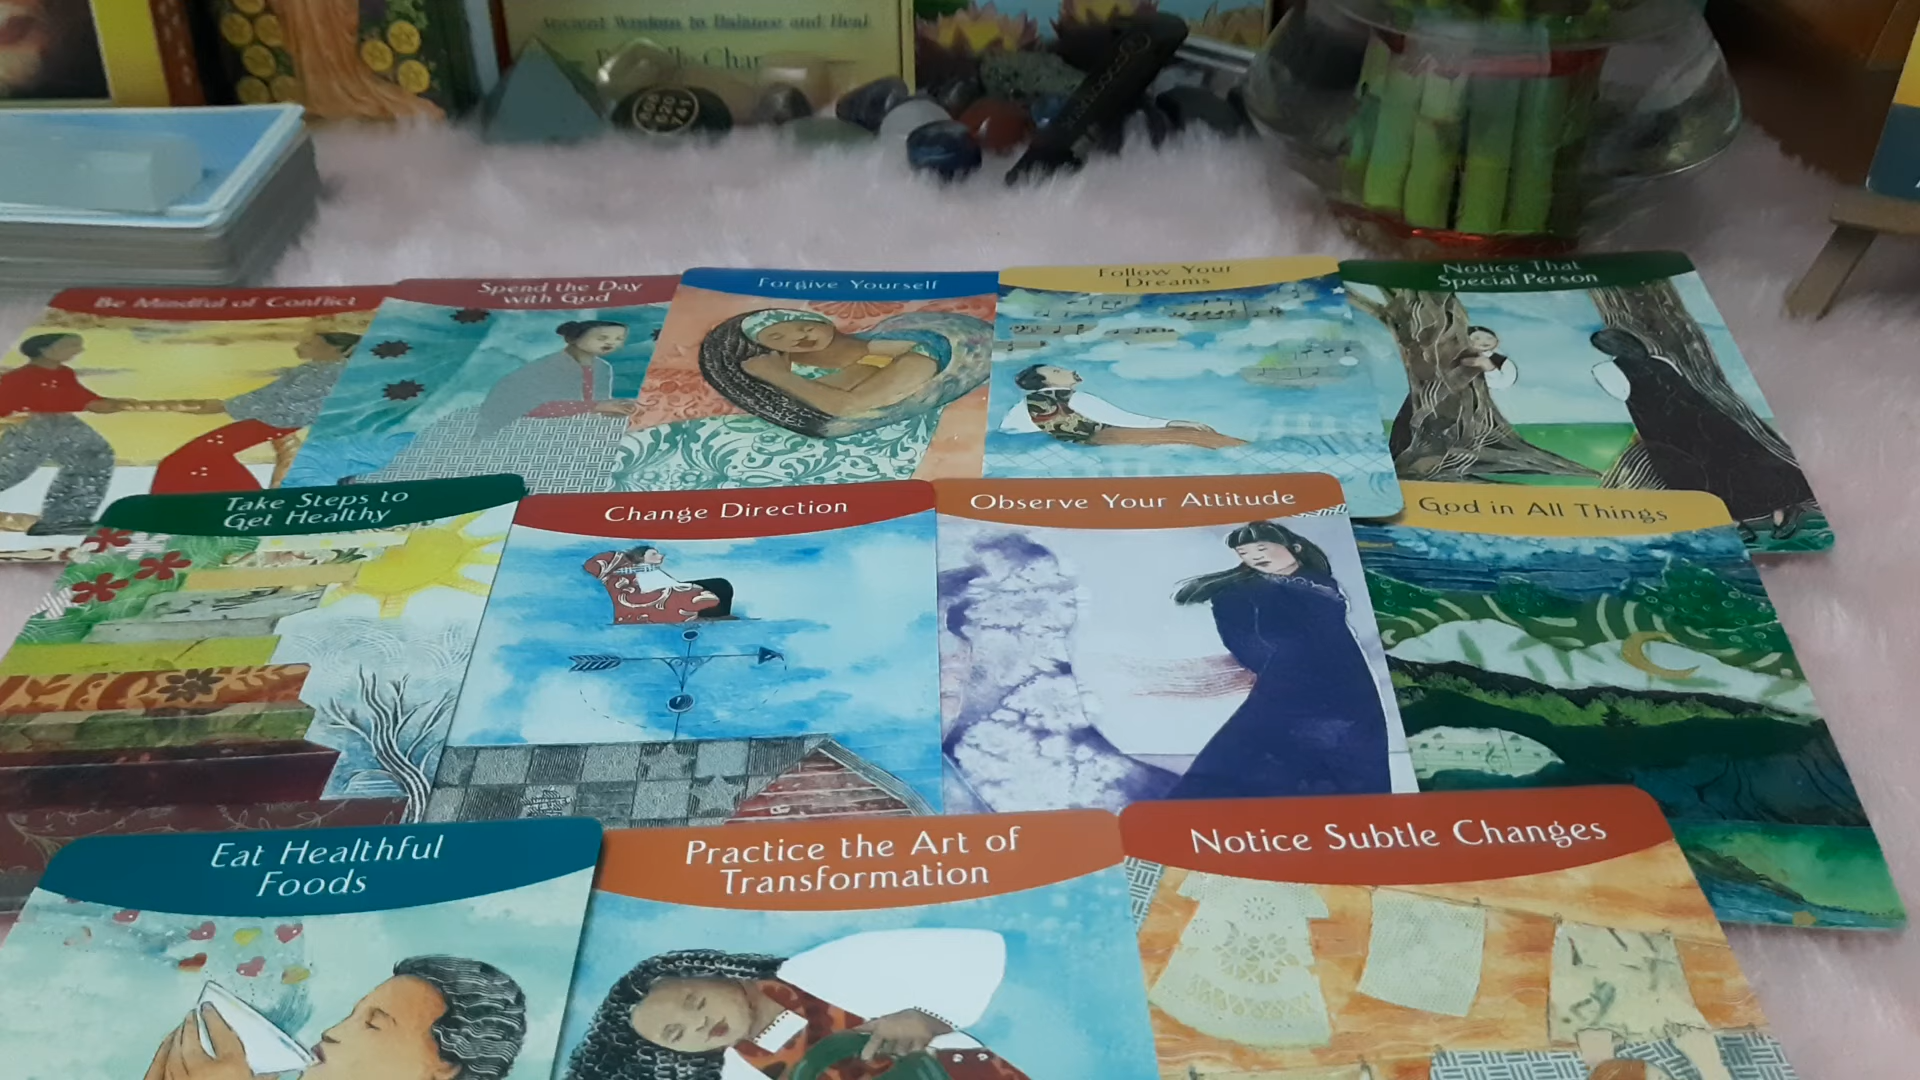 Ancient Wisdom to Balance and Heal
Be Mindful of Conflict
Spend the Day
with God
Forgive Yourself
Follow Your
Dreams
Notice That
Special Person
Take Steps to
Get Healthy
Change Direction
Observe Your Attitude
God in All Things
Eat Healthful
Foods
Practice the Art of
Transformation
Notice Subtle Changes